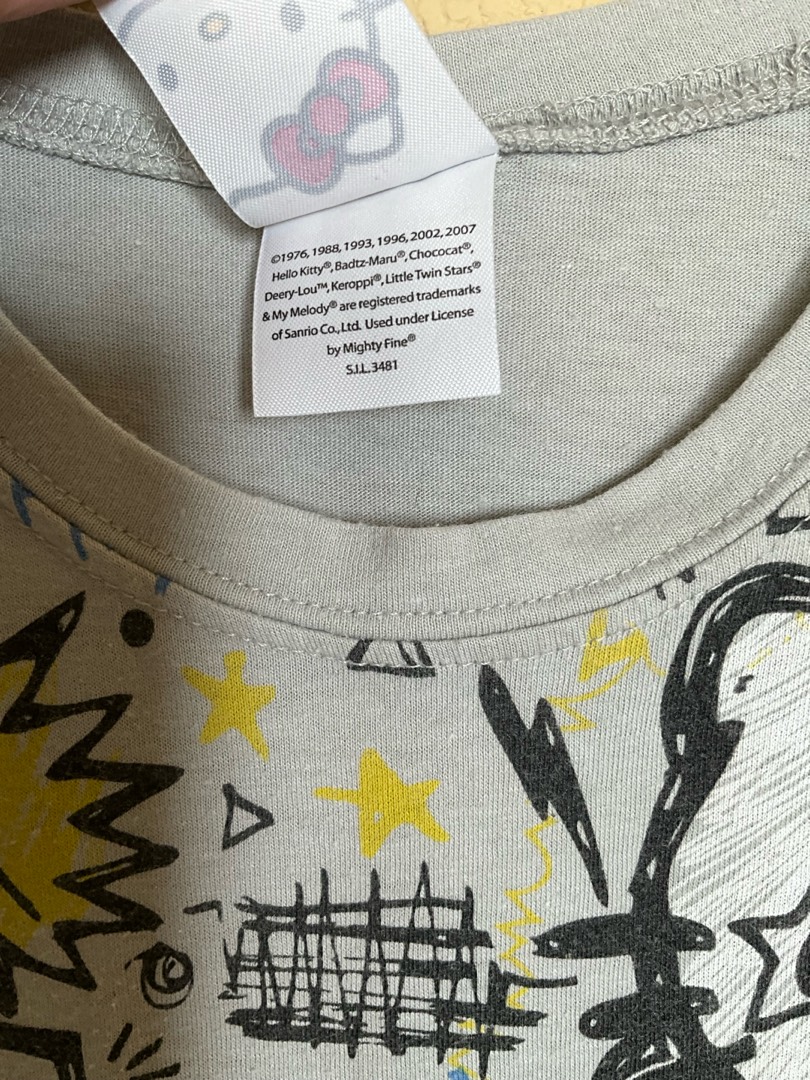 ©1976, 1988, 1993, 1996, 2002, 2007
Hello Kitty®, Badtz-Maru®, Chococat®,
Deery-Lou™, Keroppi®, Little Twin Stars®
& My Melody® are registered trademarks
of Sanrio Co., Ltd. Used under License
by Mighty Fine®
S.I.L. 3481